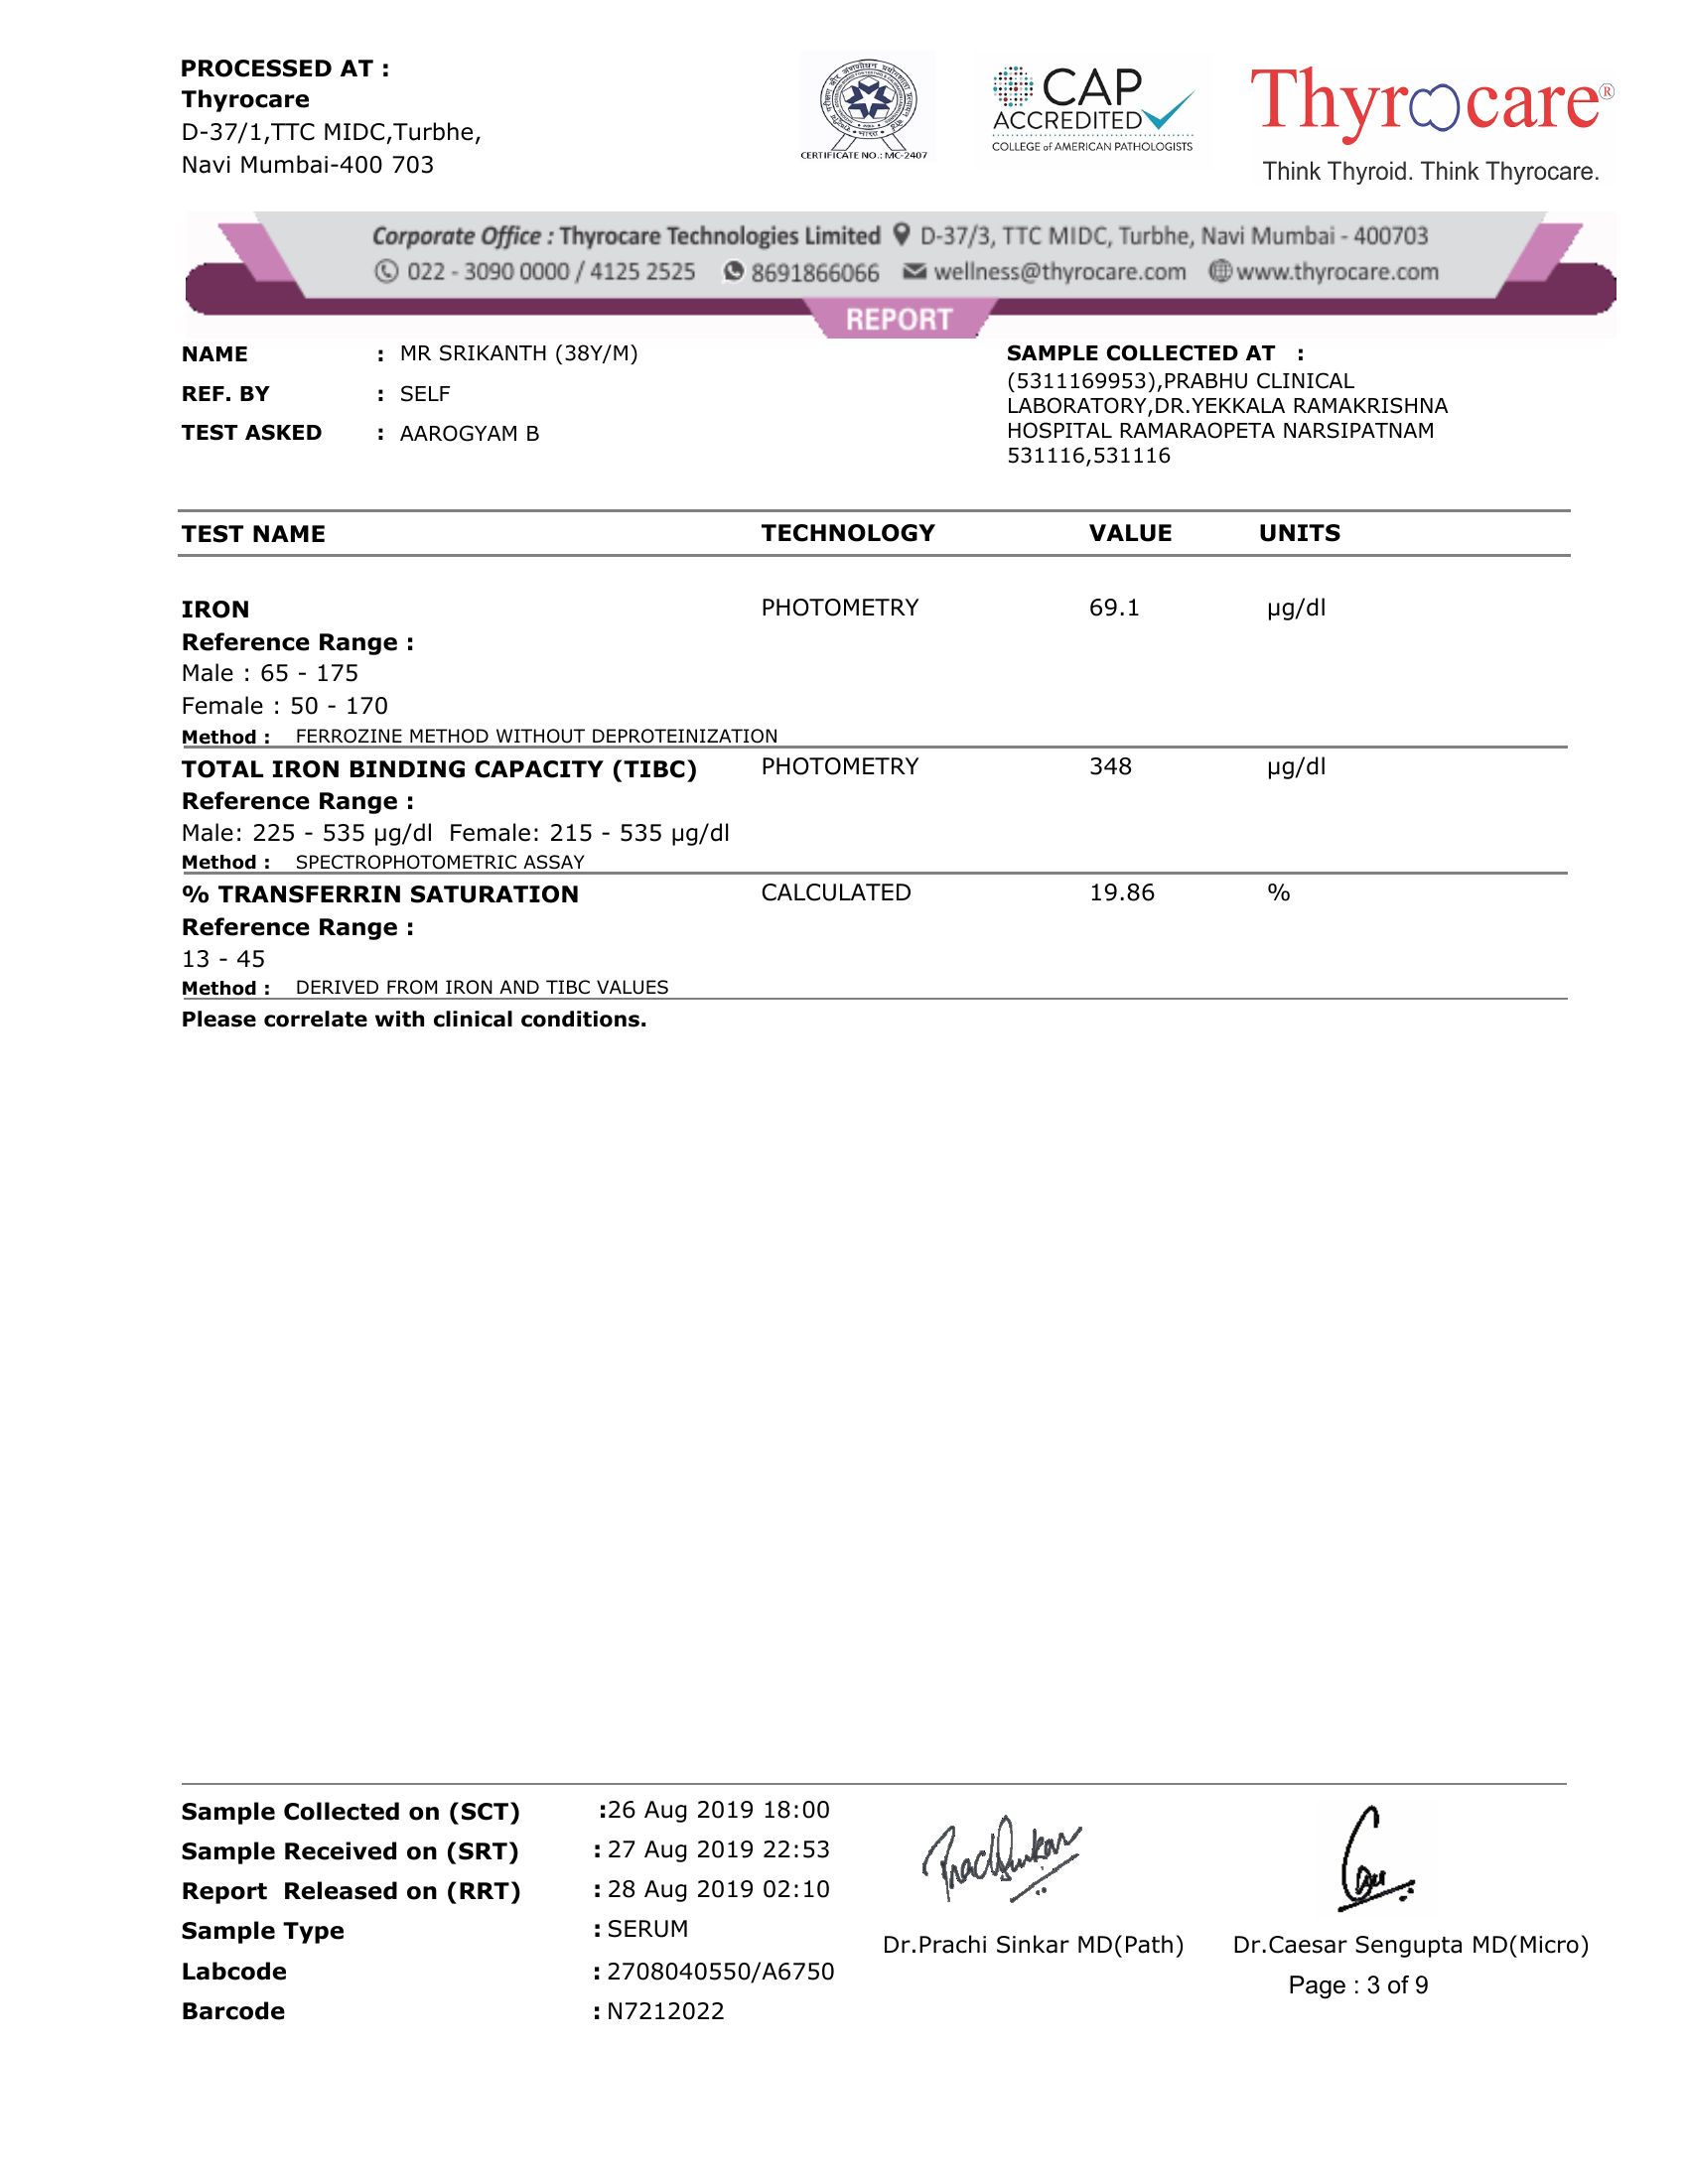 PROCESSED AT :
Thyrocare
D-37/1,TTC MIDC,Turbhe,
Navi Mumbai-400 703
CERTIFICATE NO.: MC-2407
CAP
ACCREDITED
COLLEGE of AMERICAN PATHOLOGISTS
Thyrocare®
Think Thyroid. Think Thyrocare.
Corporate Office : Thyrocare Technologies Limited D-37/3, TTC MIDC, Turbhe, Navi Mumbai - 400703
022 - 3090 0000 / 4125 2525 8691866066 wellness@thyrocare.com www.thyrocare.com
REPORT
NAME : MR SRIKANTH (38Y/M)
REF. BY : SELF
TEST ASKED : AAROGYAM B
SAMPLE COLLECTED AT :
(5311169953),PRABHU CLINICAL
LABORATORY,DR.YEKKALA RAMAKRISHNA
HOSPITAL RAMARAOPETA NARSIPATNAM
531116,531116
TEST NAME TECHNOLOGY VALUE UNITS
IRON PHOTOMETRY 69.1 µg/dl
Reference Range :
Male : 65 - 175
Female : 50 - 170
Method : FERROZINE METHOD WITHOUT DEPROTEINIZATION
TOTAL IRON BINDING CAPACITY (TIBC) PHOTOMETRY 348 µg/dl
Reference Range :
Male: 225 - 535 µg/dl Female: 215 - 535 µg/dl
Method : SPECTROPHOTOMETRIC ASSAY
% TRANSFERRIN SATURATION CALCULATED 19.86 %
Reference Range :
13 - 45
Method : DERIVED FROM IRON AND TIBC VALUES
Please correlate with clinical conditions.
Sample Collected on (SCT) :26 Aug 2019 18:00
Sample Received on (SRT) : 27 Aug 2019 22:53
Report Released on (RRT) : 28 Aug 2019 02:10
Sample Type : SERUM
Labcode : 2708040550/A6750
Barcode : N7212022
Dr.Prachi Sinkar MD(Path) Dr.Caesar Sengupta MD(Micro)
Page : 3 of 9